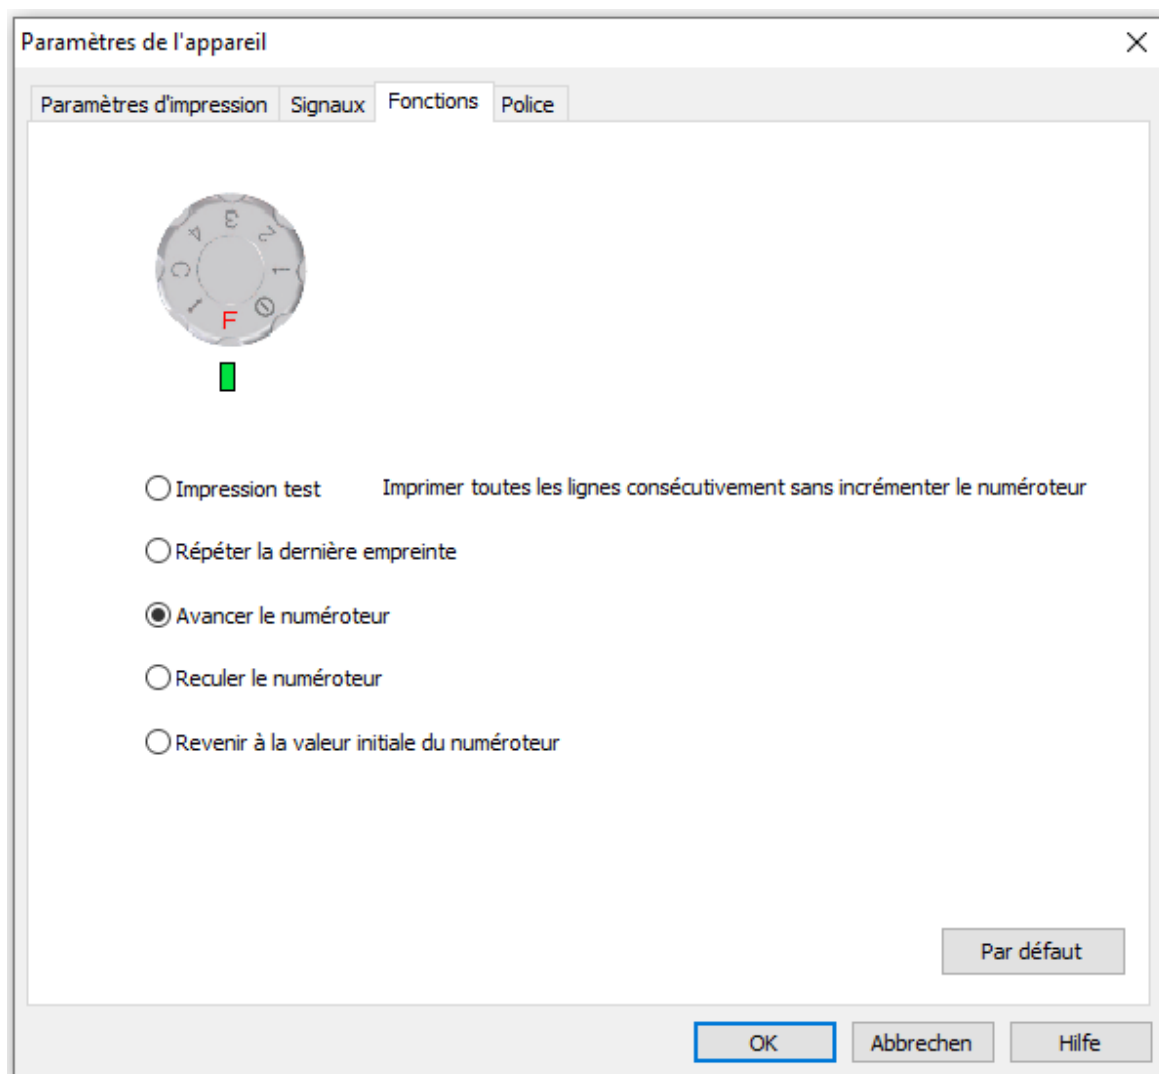 Paramètres de l'appareil
Paramètres d'impression Signaux Fonctions Police
3
4 2
C 1
F
Impression test Imprimer toutes les lignes consécutivement sans incrémenter le numéroteur
Répéter la dernière empreinte
Avancer le numéroteur
Reculer le numéroteur
Revenir à la valeur initiale du numéroteur
Par défaut
OK Abbrechen Hilfe